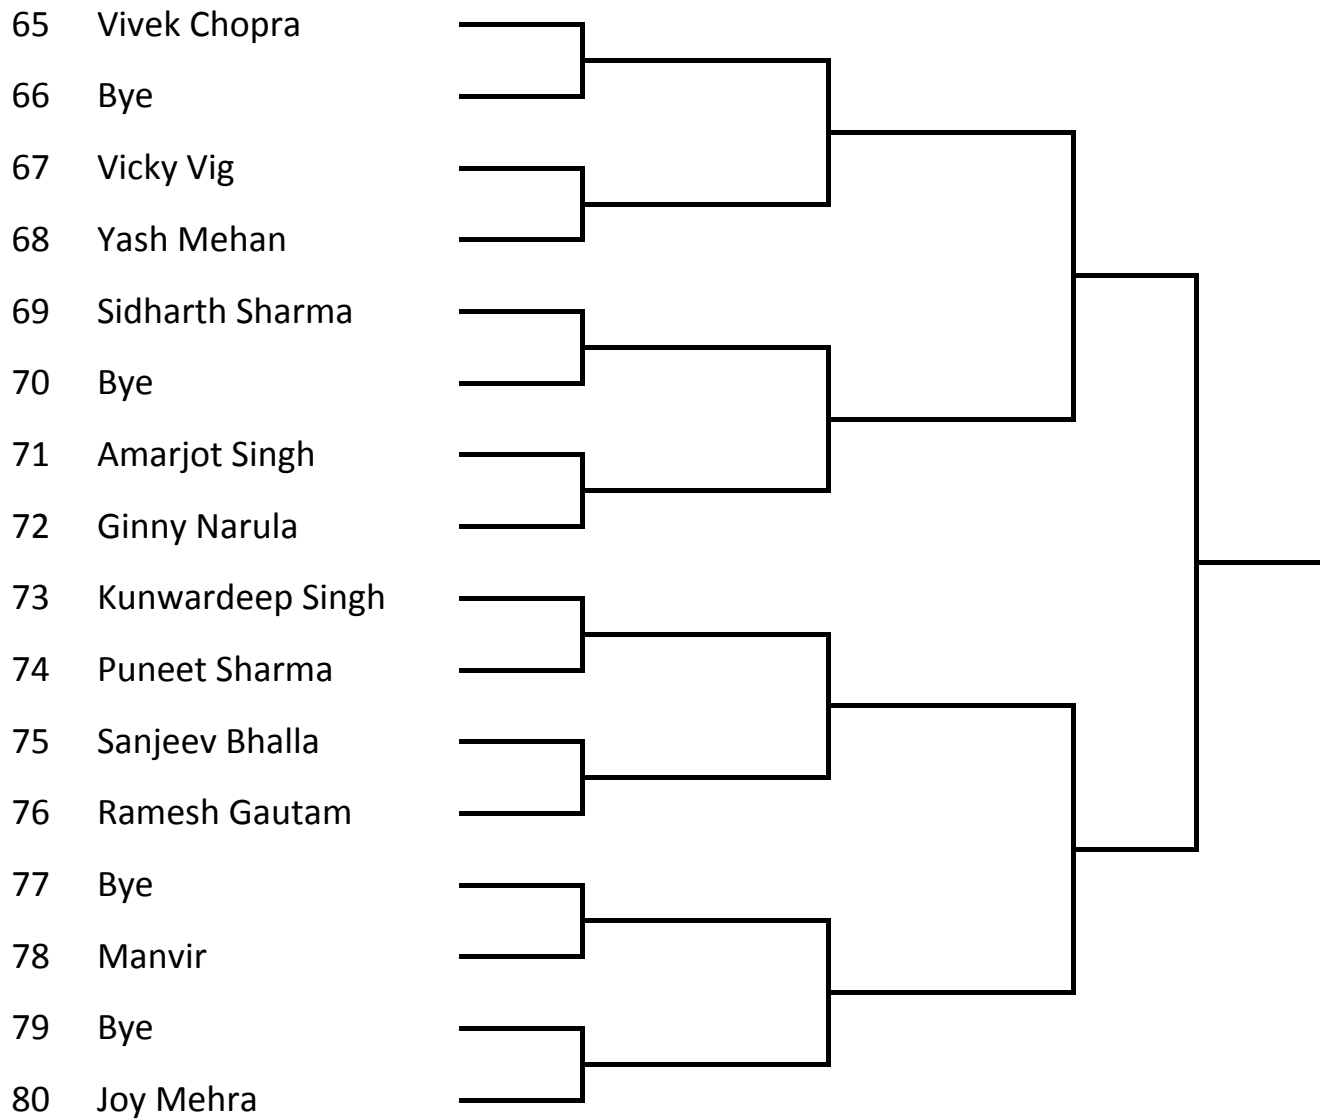 65 Vivek Chopra
66 Bye
67 Vicky Vig
68 Yash Mehan
69 Sidharth Sharma
70 Bye
71 Amarjot Singh
72 Ginny Narula
73 Kunwardeep Singh
74 Puneet Sharma
75 Sanjeev Bhalla
76 Ramesh Gautam
77 Bye
78 Manvir
79 Bye
80 Joy Mehra